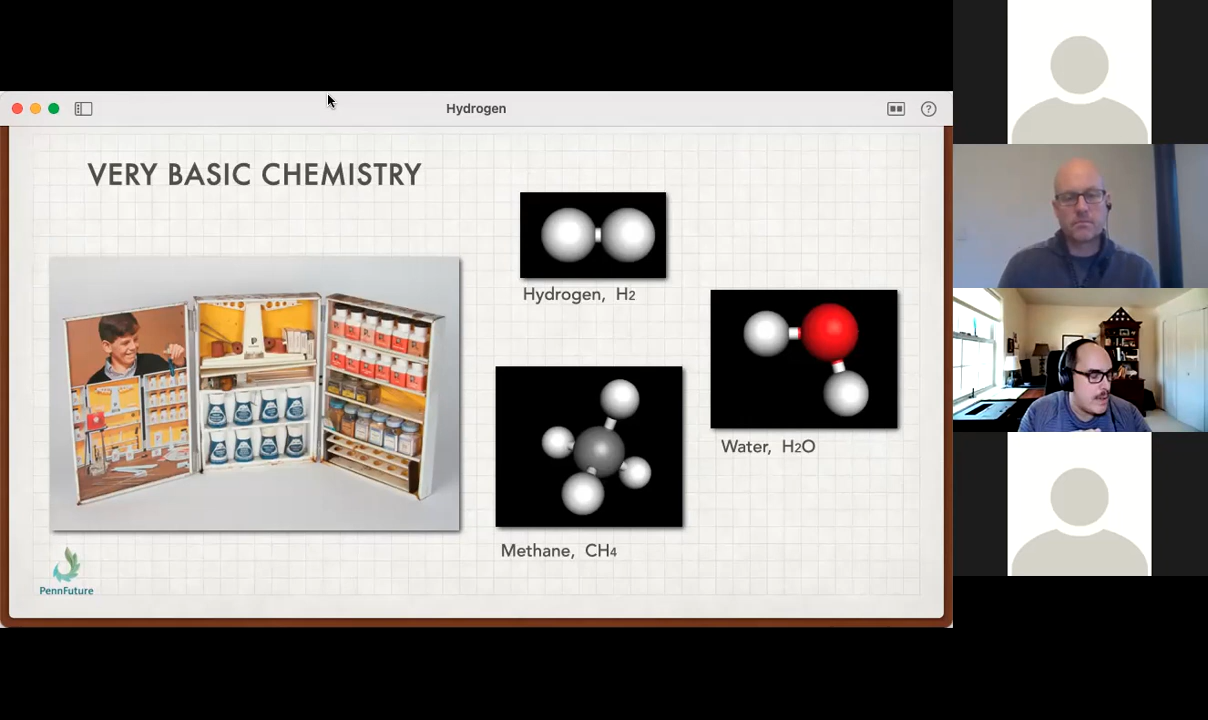 Hydrogen
?
VERY BASIC CHEMISTRY
Hydrogen, H2
Water, H2O
Methane, CH4
PennFuture